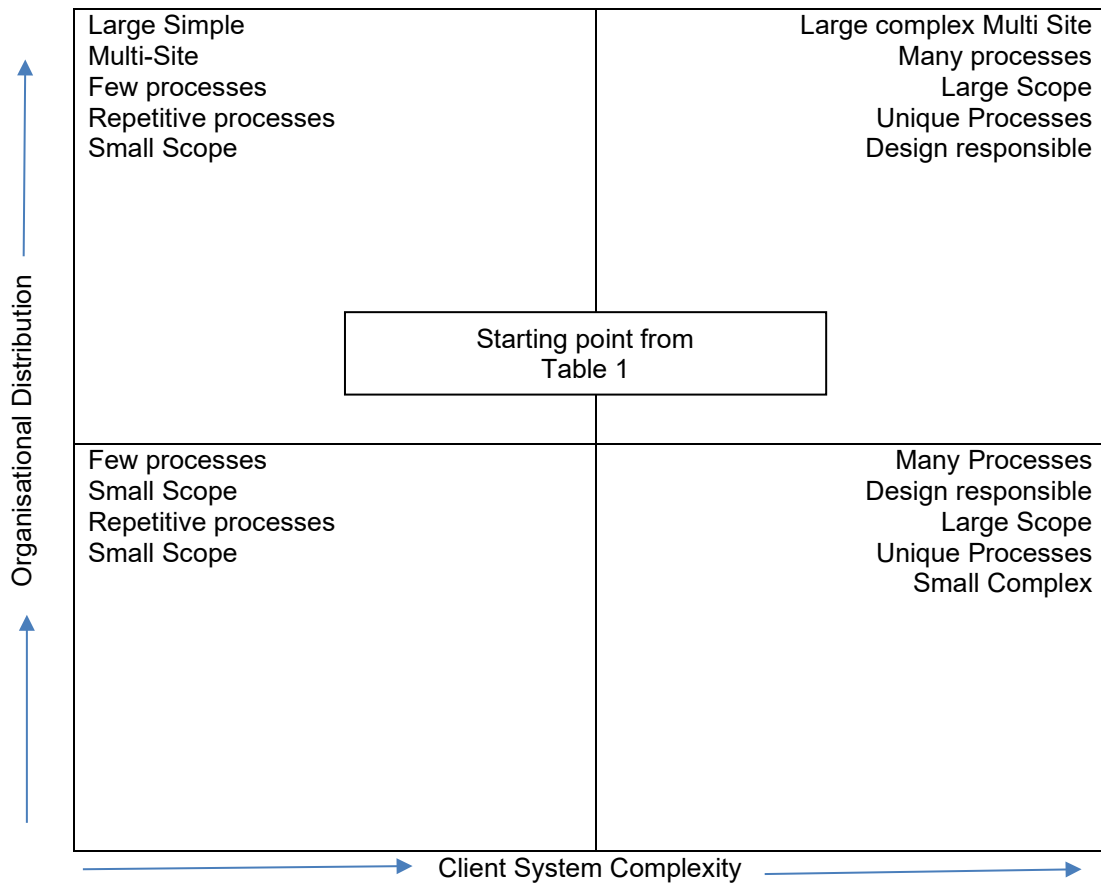 Large Simple
Multi-Site
Few processes
Repetitive processes
Small Scope
Large complex Multi Site
Many processes
Large Scope
Unique Processes
Design responsible
Organisational Distribution
Starting point from
Table 1
Few processes
Small Scope
Repetitive processes
Small Scope
Many Processes
Design responsible
Large Scope
Unique Processes
Small Complex
Client System Complexity